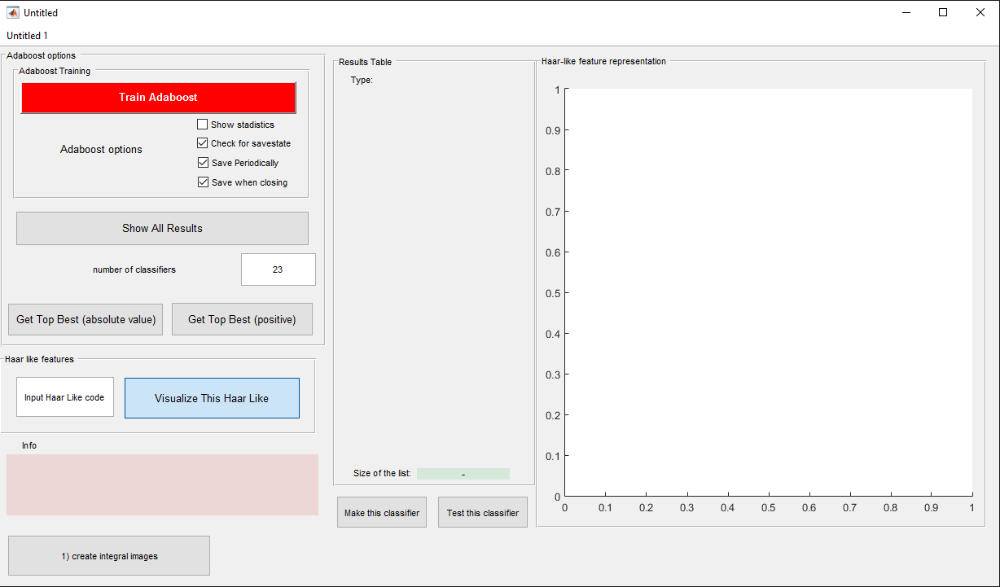 Untitled
Untitled 1
Adaboost options
Adaboost Training
Train Adaboost
Adaboost options
Show stadistics
Check for savestate
Save Periodically
Save when closing
Show All Results
number of classifiers
23
Get Top Best (absolute value)
Get Top Best (positive)
Haar like features
Input Haar Like code
Visualize This Haar Like
Info
1) create integral images
Results Table
Type:
Size of the list:
-
Make this classifier
Test this classifier
Haar-like feature representation
1
0.9
0.8
0.7
0.6
0.5
0.4
0.3
0.2
0.1
0
0 0.1 0.2 0.3 0.4 0.5 0.6 0.7 0.8 0.9 1